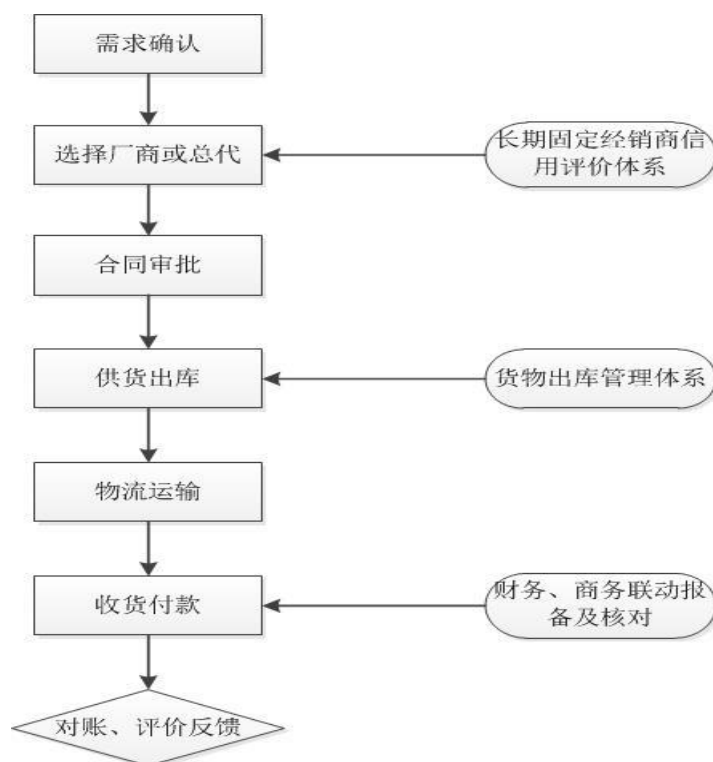 需求确认
选择厂商或总代
长期固定经销商信
用评价体系
合同审批
供货出库
货物出库管理体系
物流运输
收货付款
财务、商务联动报
备及核对
对账、评价反馈